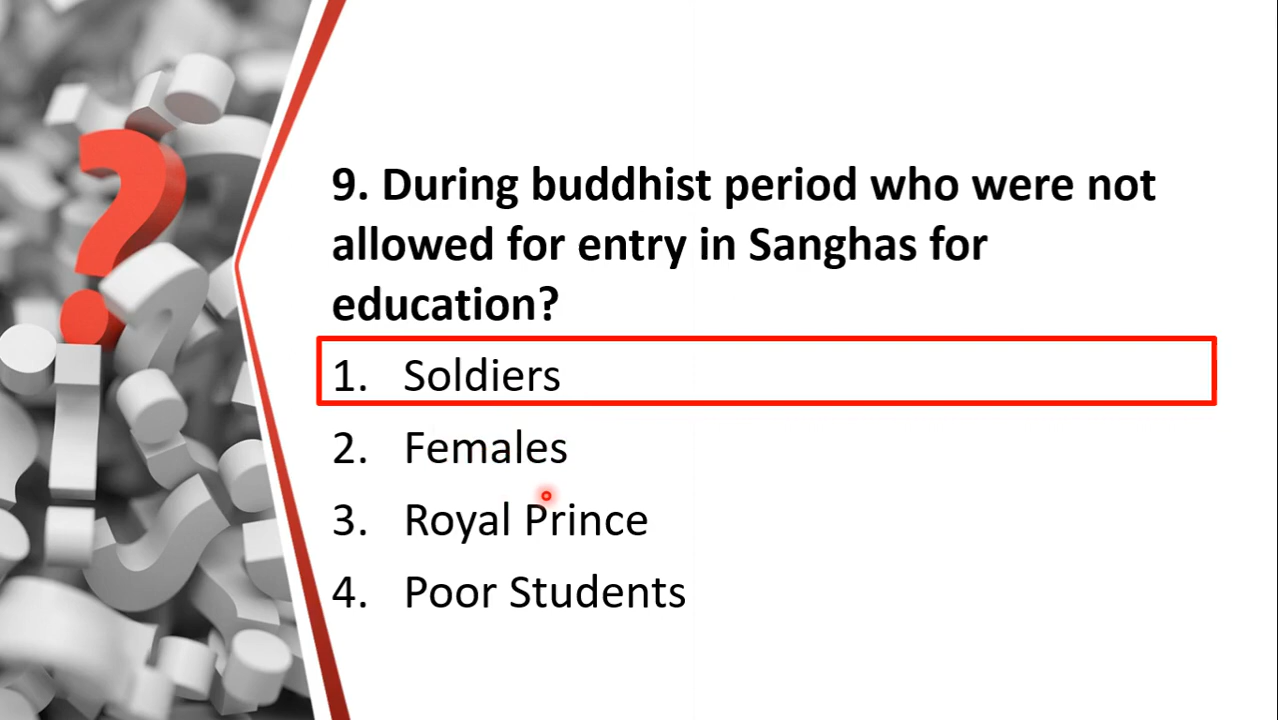 9. During buddhist period who were not
allowed for entry in Sanghas for
education?
1. Soldiers
2. Females
3. Royal Prince
4. Poor Students